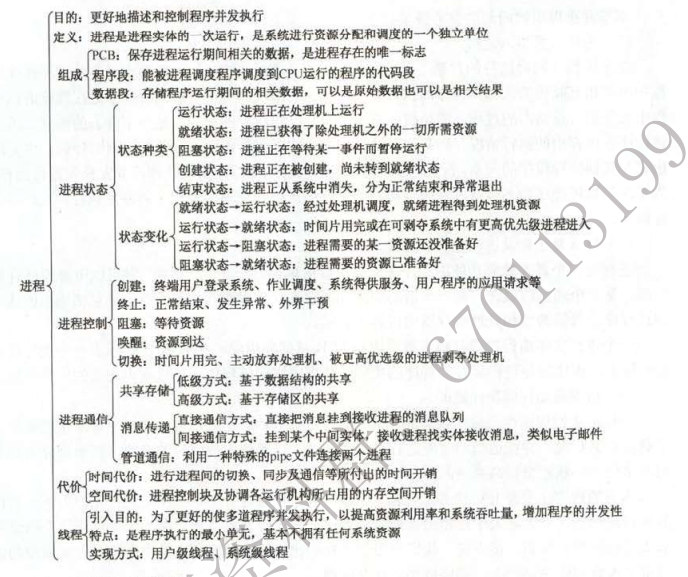 目的：更好地描述和控制程序并发执行
定义：进程是进程实体的一次运行，是系统进行资源分配和调度的一个独立单位
组成
PCB：保存进程运行期间相关的数据，是进程存在的唯一标志
程序段：能被进程调度程序调度到CPU运行的程序的代码段
数据段：存储程序运行期间的相关数据，可以是原始数据也可以是相关结果
进程状态
状态种类
运行状态：进程正在处理机上运行
就绪状态：进程已获得了除处理机之外的一切所需资源
阻塞状态：进程正在等待某一事件而暂停运行
创建状态：进程正在被创建，尚未转到就绪状态
结束状态：进程正从系统中消失，分为正常结束和异常退出
状态变化
就绪状态→运行状态：经过处理机调度，就绪进程得到处理机资源
运行状态→就绪状态：时间片用完或在可剥夺系统中有更高优先级进程进入
运行状态→阻塞状态：进程需要的某一资源还没准备好
阻塞状态→就绪状态：进程需要的资源已准备好
进程
进程控制
创建：终端用户登录系统、作业调度、系统得供服务、用户程序的应用请求等
终止：正常结束、发生异常、外界干预
阻塞：等待资源
唤醒：资源到达
切换：时间片用完、主动放弃处理机、被更高优选级的进程剥夺处理机
进程通信
共享存储
低级方式：基于数据结构的共享
高级方式：基于存储区的共享
消息传递
直接通信方式：直接把消息挂到接收进程的消息队列
间接通信方式：挂到某个中间实体，接收进程找实体接收消息，类似电子邮件
管道通信：利用一种特殊的pipe文件连接两个进程
代价
时间代价：进行进程间的切换、同步及通信等所付出的时间开销
空间代价：进程控制块及协调各运行机构所占用的内存空间开销
线程
引入目的：为了更好的使多道程序并发执行，以提高资源利用率和系统吞吐量，增加程序的并发性
特点：是程序执行的最小单元，基本不拥有任何系统资源
实现方式：用户级线程、系统级线程